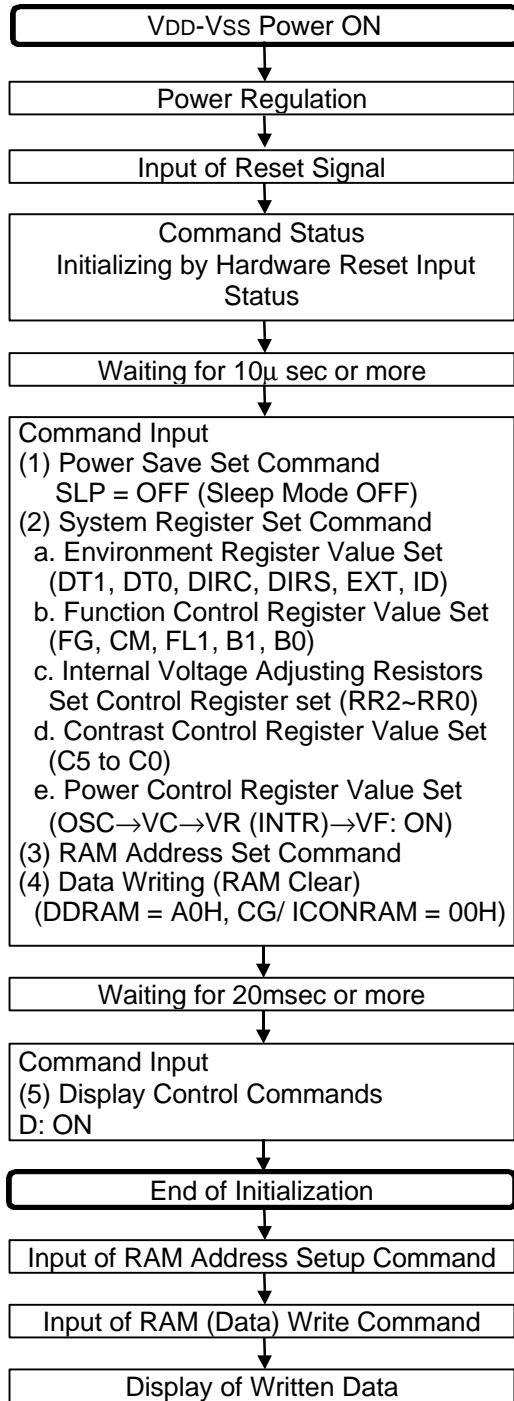 VDD-VSS Power ON
Power Regulation
Input of Reset Signal
Command Status
Initializing by Hardware Reset Input
Status
Waiting for 10µ sec or more
Command Input
(1) Power Save Set Command
SLP = OFF (Sleep Mode OFF)
(2) System Register Set Command
a. Environment Register Value Set
(DT1, DT0, DIRC, DIRS, EXT, ID)
b. Function Control Register Value Set
(FG, CM, FL1, B1, B0)
c. Internal Voltage Adjusting Resistors
Set Control Register set (RR2~RR0)
d. Contrast Control Register Value Set
(C5 to C0)
e. Power Control Register Value Set
(OSC→VC→VR (INTR)→VF: ON)
(3) RAM Address Set Command
(4) Data Writing (RAM Clear)
(DDRAM = A0H, CG/ ICONRAM = 00H)
Waiting for 20msec or more
Command Input
(5) Display Control Commands
D: ON
End of Initialization
Input of RAM Address Setup Command
Input of RAM (Data) Write Command
Display of Written Data